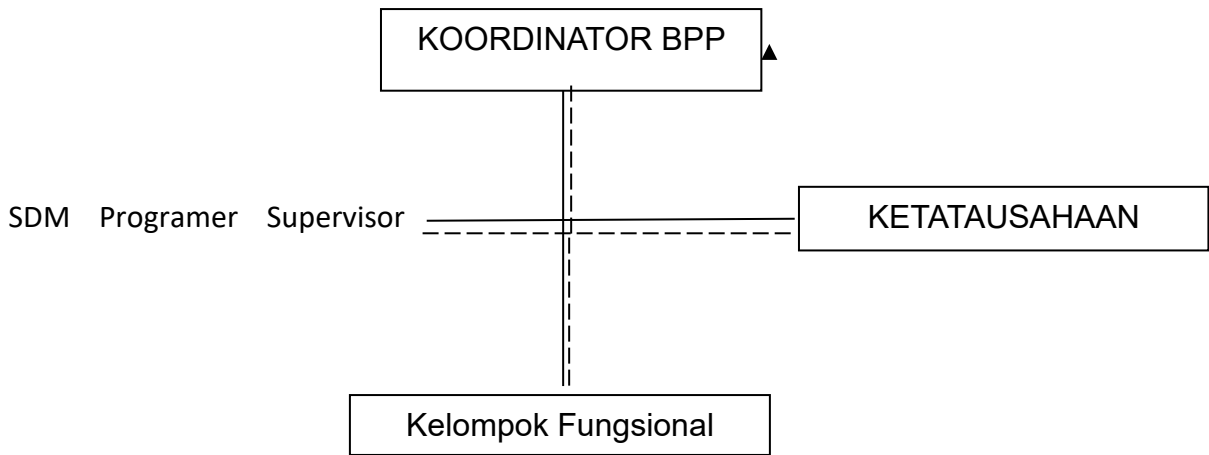 KOORDINATOR BPP
SDM Programer Supervisor
KETATAUSAHAAN
Kelompok Fungsional